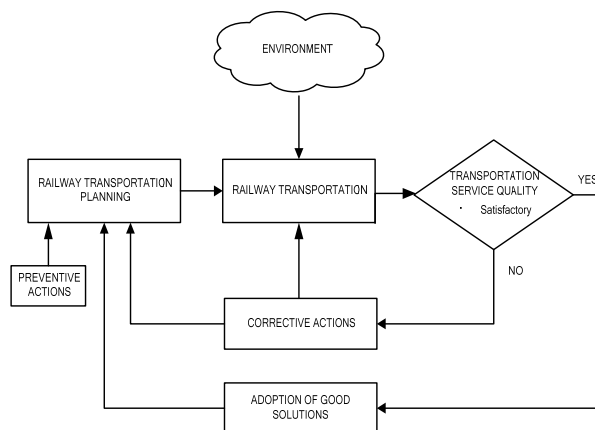 ENVIRONMENT
RAILWAY TRANSPORTATION
PLANNING
RAILWAY TRANSPORTATION
TRANSPORTATION
SERVICE QUALITY
· Satisfactory
YES
NO
PREVENTIVE
ACTIONS
CORRECTIVE ACTIONS
ADOPTION OF GOOD
SOLUTIONS